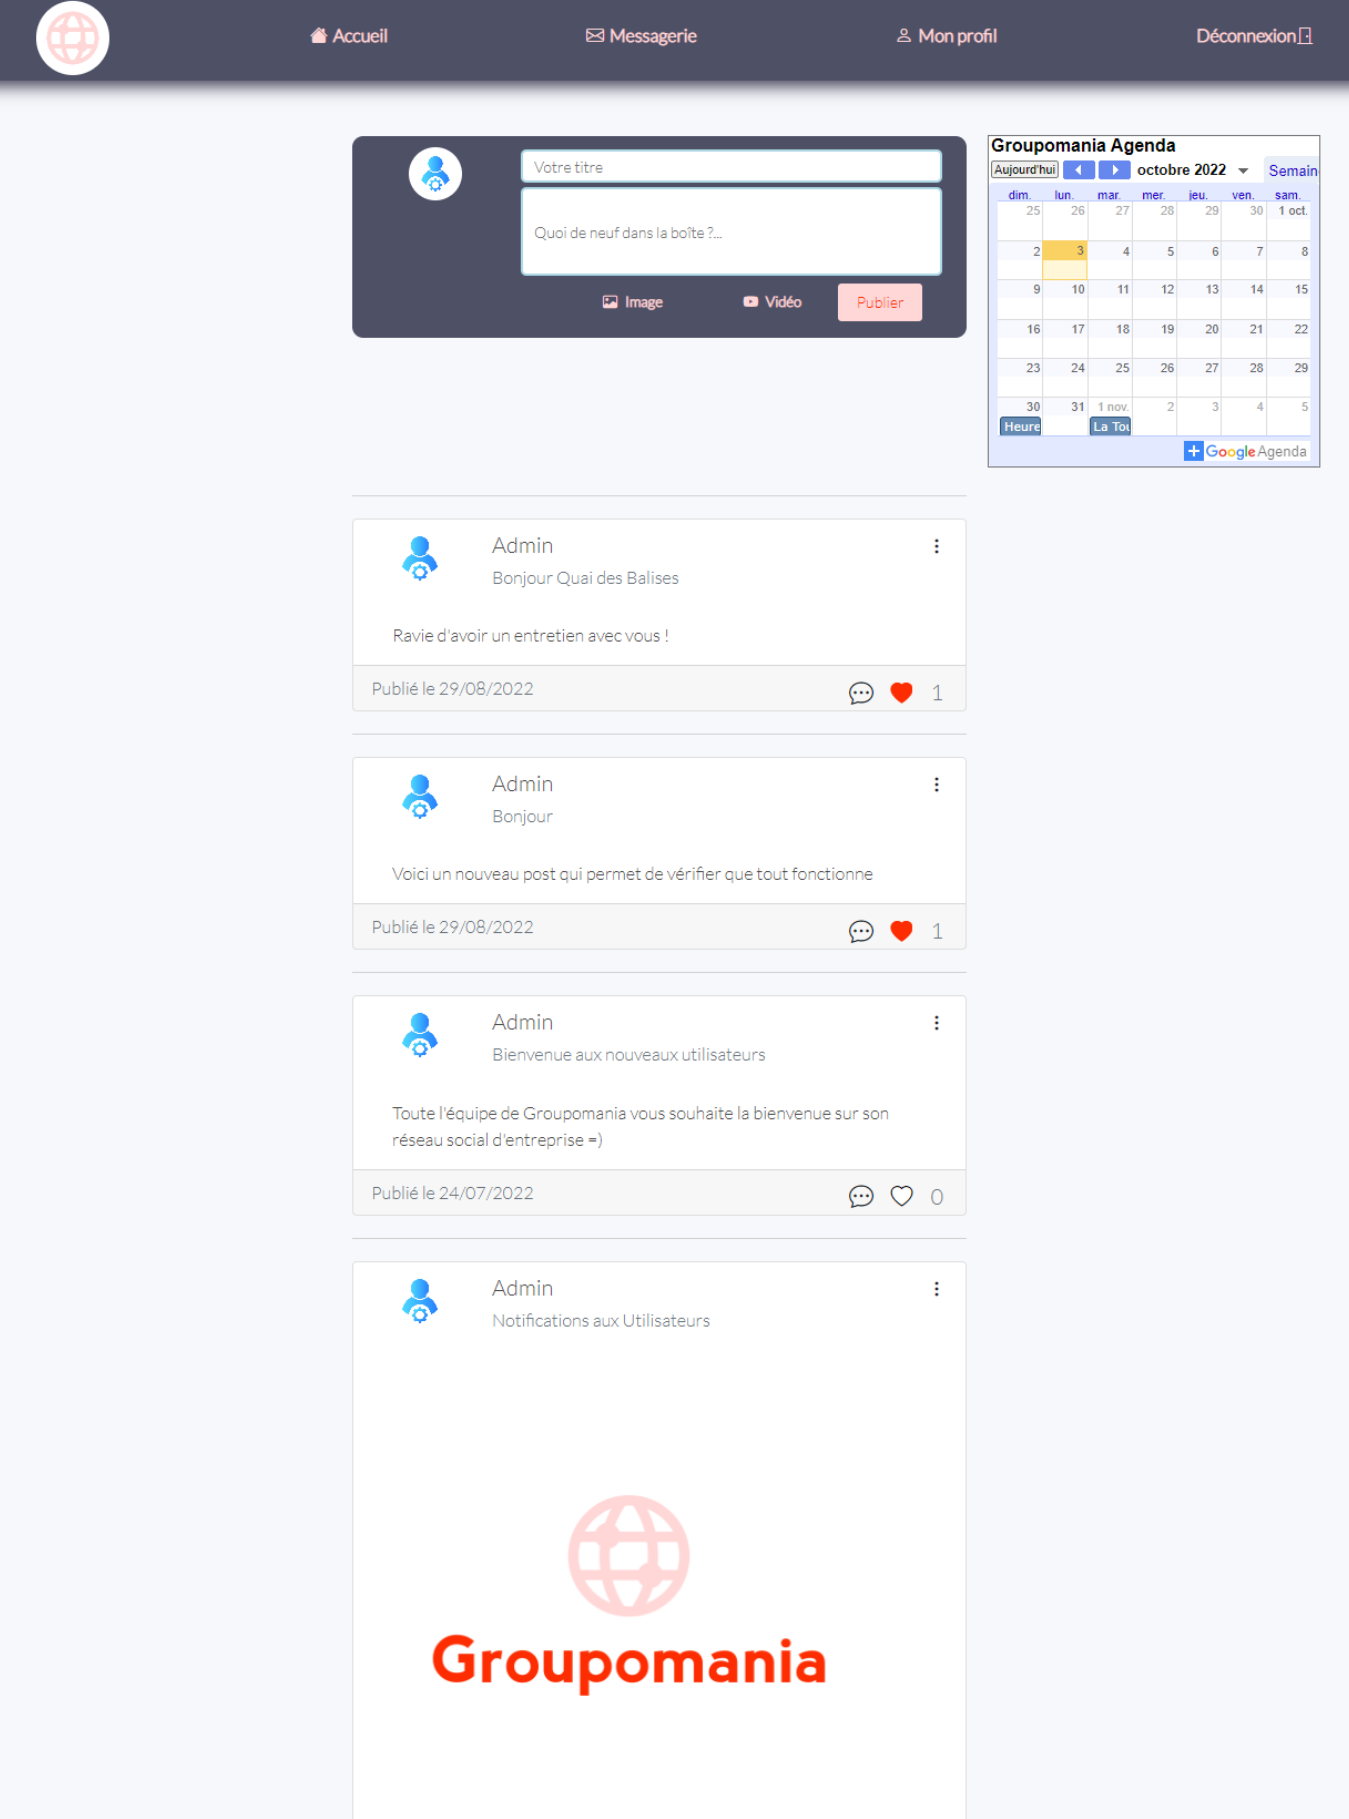 Accueil
Messagerie
Mon profil
Déconnexion
Votre titre
Quoi de neuf dans la boîte ?...
Image
Vidéo
Publier
Groupomania Agenda
Aujourd'hui
octobre 2022
Semain
dim. lun. mar. mer. jeu. ven. sam.
25 26 27 28 29 30 1 oct.
2 3 4 5 6 7 8
9 10 11 12 13 14 15
16 17 18 19 20 21 22
23 24 25 26 27 28 29
30 31 1 nov. 2 3 4 5
Heure
La Tou
Google Agenda
Admin
Bonjour Quai des Balises
Ravie d'avoir un entretien avec vous !
Publié le 29/08/2022
1
Admin
Bonjour
Voici un nouveau post qui permet de vérifier que tout fonctionne
Publié le 29/08/2022
1
Admin
Bienvenue aux nouveaux utilisateurs
Toute l'équipe de Groupomania vous souhaite la bienvenue sur son
réseau social d'entreprise =)
Publié le 24/07/2022
0
Admin
Notifications aux Utilisateurs
Groupomania